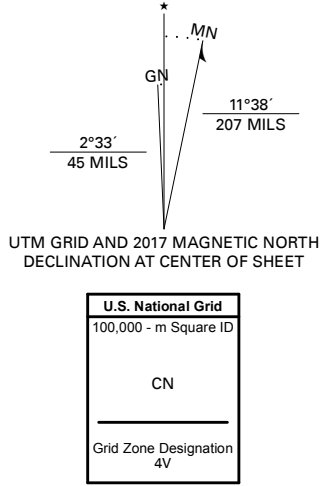 ★
MN
GN
11°38´
207 MILS
2°33´
45 MILS
UTM GRID AND 2017 MAGNETIC NORTH
DECLINATION AT CENTER OF SHEET
U.S. National Grid
100,000 - m Square ID
CN
Grid Zone Designation
4V